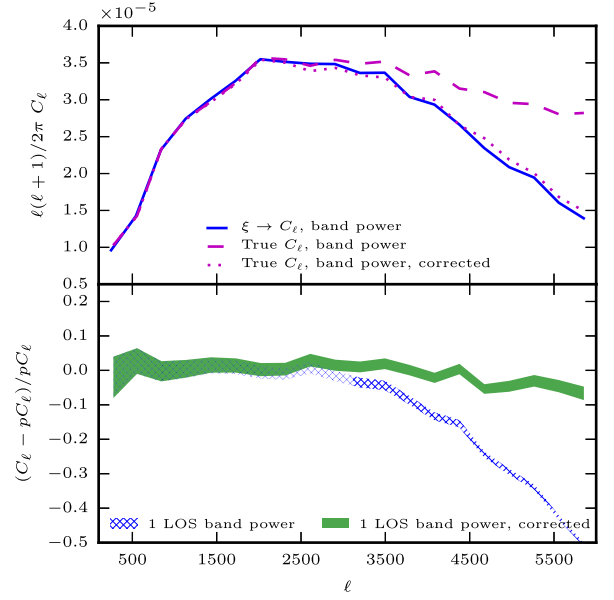 ×10⁻⁵
4.0
3.5
3.0
2.5
2.0
1.5
1.0
0.5
ℓ(ℓ + 1)/2π C_ℓ
ξ → C_ℓ, band power
True C_ℓ, band power
True C_ℓ, band power, corrected
0.2
0.1
0.0
−0.1
−0.2
−0.3
−0.4
−0.5
(C_ℓ − pC_ℓ)/pC_ℓ
1 LOS band power
1 LOS band power, corrected
500 1500 2500 3500 4500 5500
ℓ